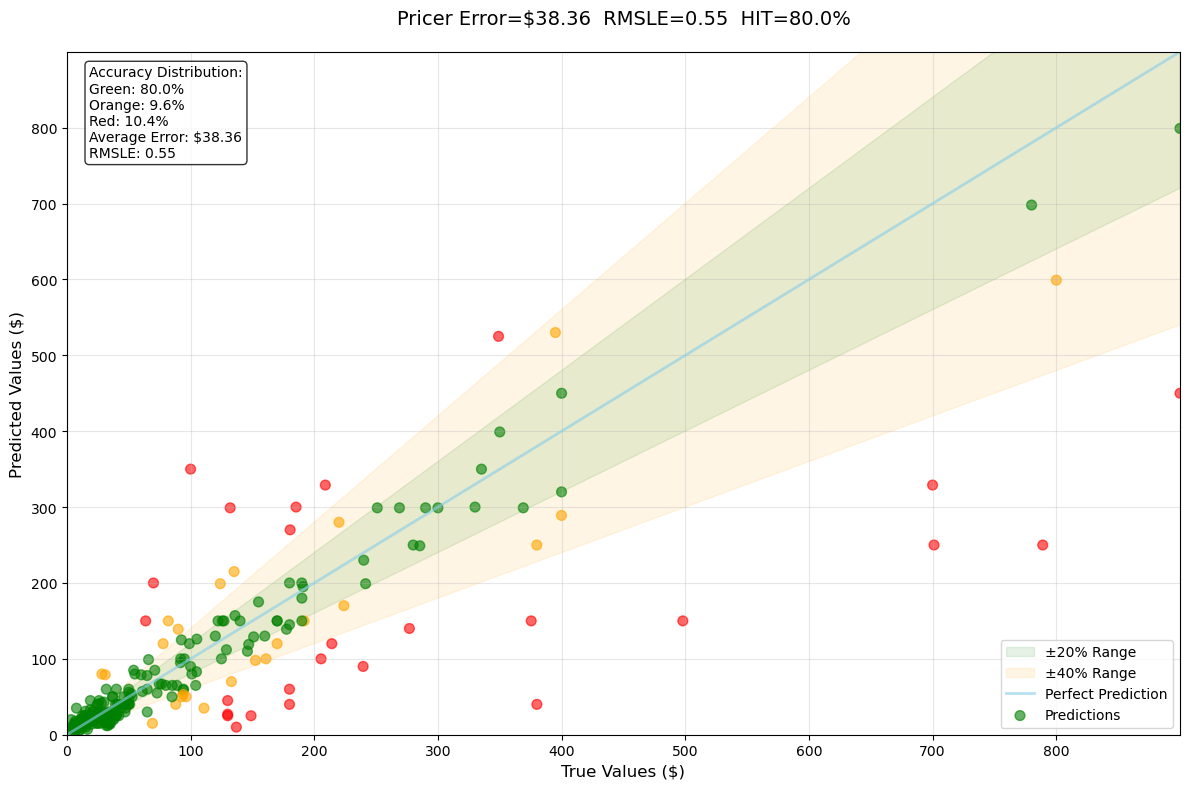 Pricer Error=$38.36 RMSLE=0.55 HIT=80.0%
Accuracy Distribution:
Green: 80.0%
Orange: 9.6%
Red: 10.4%
Average Error: $38.36
RMSLE: 0.55
Predicted Values ($)
800
700
600
500
400
300
200
100
0
±20% Range
±40% Range
Perfect Prediction
Predictions
0 100 200 300 400 500 600 700 800
True Values ($)